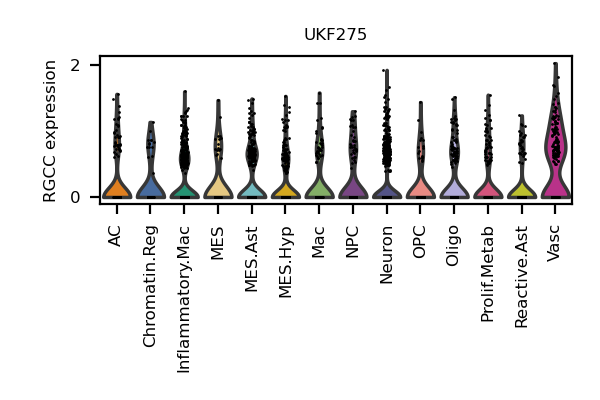 UKF275
RGCC expression
2
0
AC
Chromatin.Reg
Inflammatory.Mac
MES
MES.Ast
MES.Hyp
Mac
NPC
Neuron
OPC
Oligo
Prolif.Metab
Reactive.Ast
Vasc